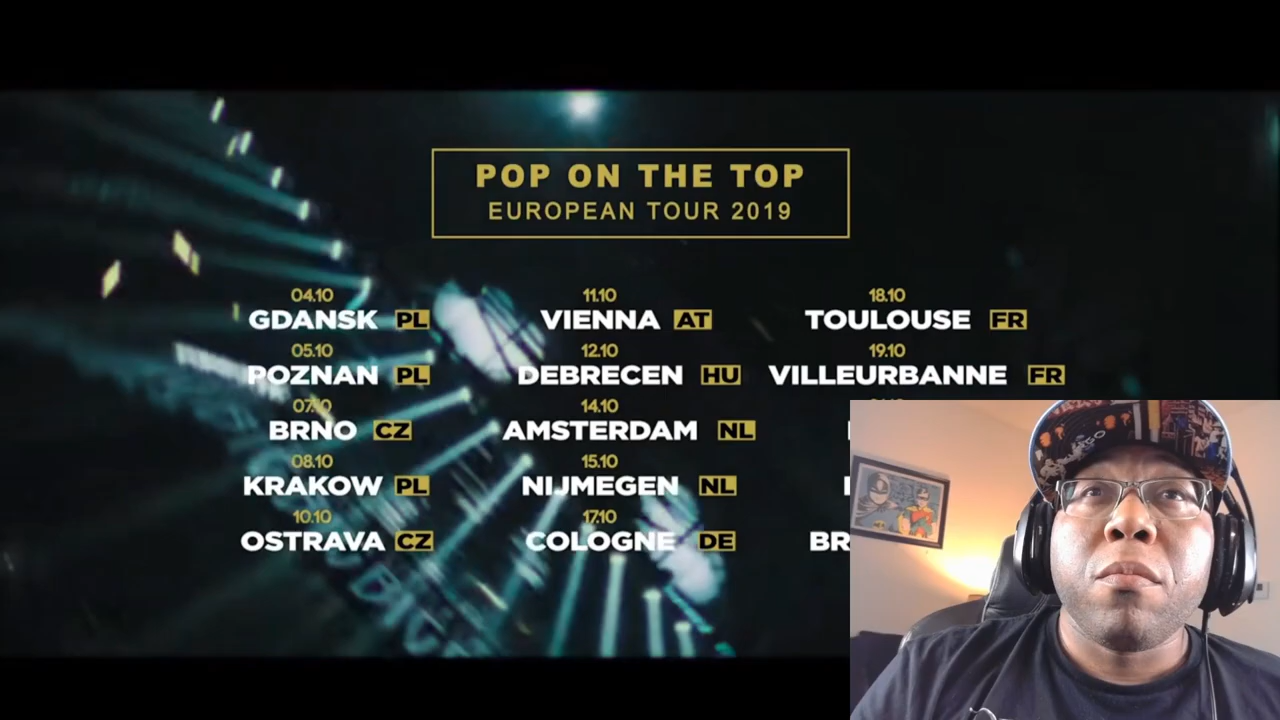 POP ON THE TOP
EUROPEAN TOUR 2019
04.10
GDANSK PL
05.10
POZNAN PL
07.10
BRNO CZ
08.10
KRAKOW PL
10.10
OSTRAVA CZ
11.10
VIENNA AT
12.10
DEBRECEN HU
14.10
AMSTERDAM NL
15.10
NIJMEGEN NL
17.10
COLOGNE DE
18.10
TOULOUSE FR
19.10
VILLEURBANNE FR
BR